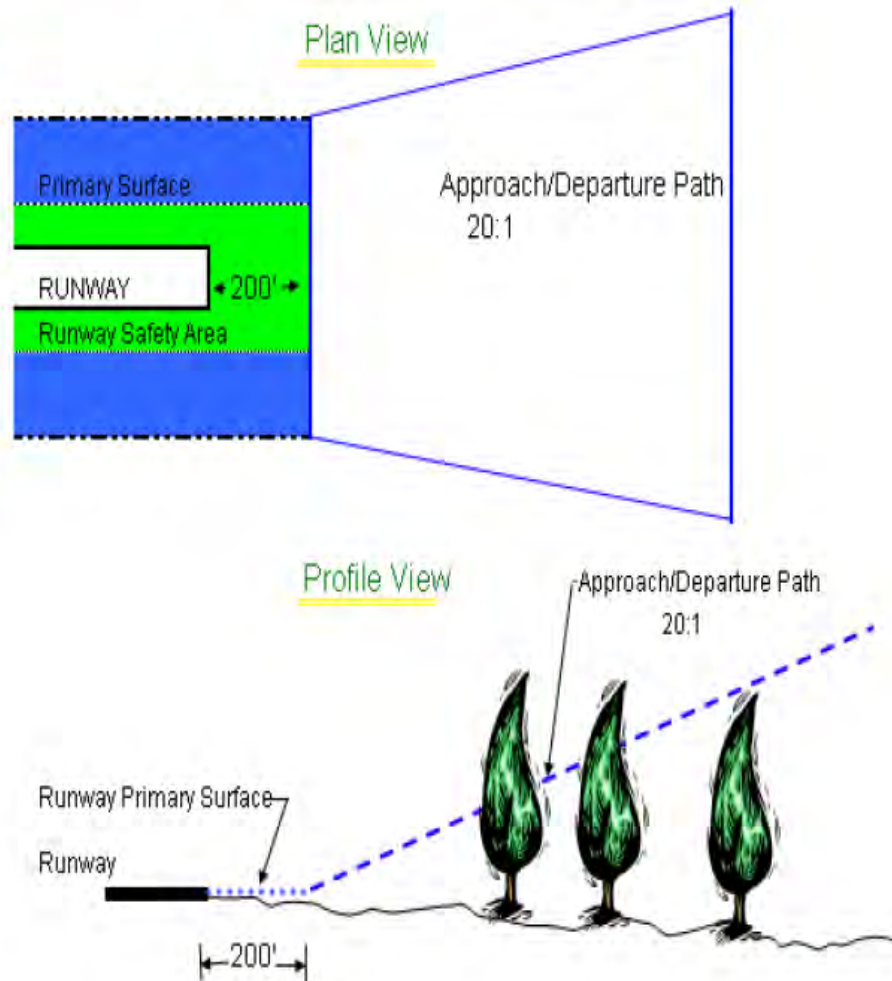 Plan View
Primary Surface
Approach/Departure Path
20:1
RUNWAY
200'
Runway Safety Area
Profile View
Approach/Departure Path
20:1
Runway Primary Surface
Runway
200'